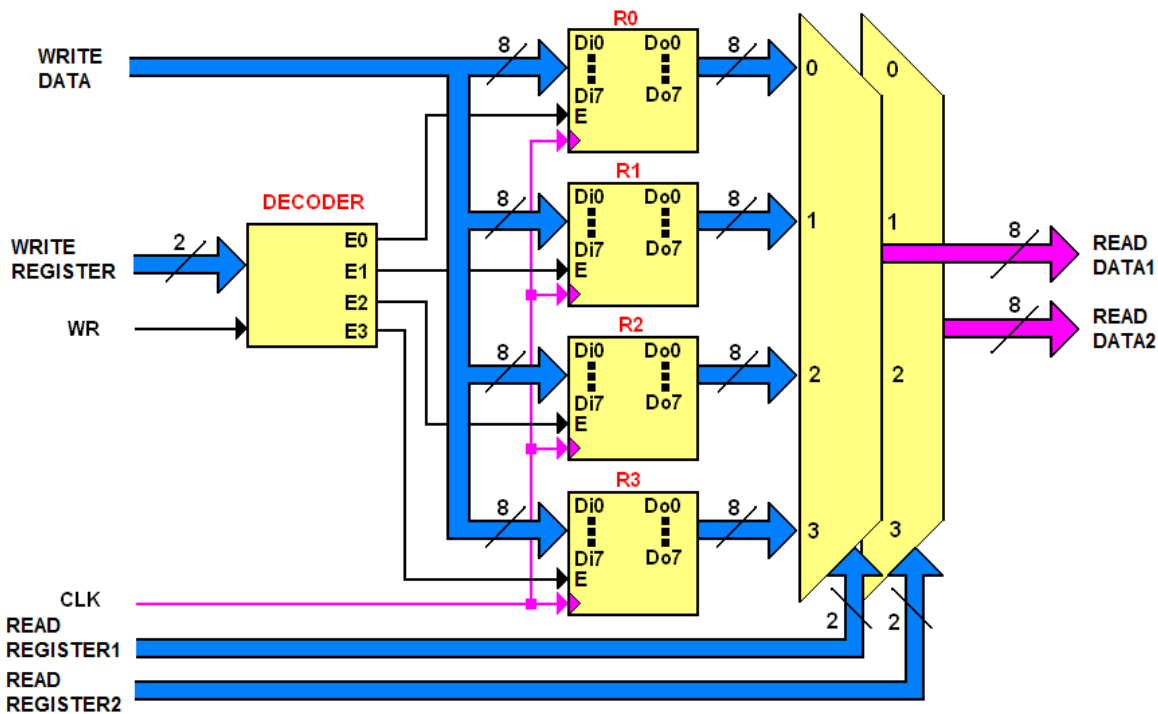 R0
WRITE
DATA
8
Di0
Do0
8
Di7
Do7
E
0
0
R1
8
Di0
Do0
8
Di7
Do7
E
1
1
DECODER
WRITE
REGISTER
2
E0
E1
E2
E3
WR
8
READ
DATA1
8
READ
DATA2
R2
8
Di0
Do0
8
Di7
Do7
E
2
2
R3
8
Di0
Do0
8
Di7
Do7
E
3
3
CLK
READ
REGISTER1
2
2
READ
REGISTER2